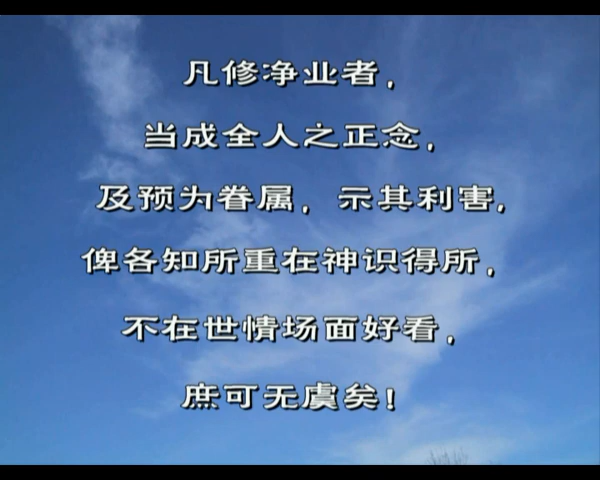 凡修净业者，
当成全人之正念，
及预为眷属，示其利害，
俾各知所重在神识得所，
不在世情场面好看，
庶可无虞矣！